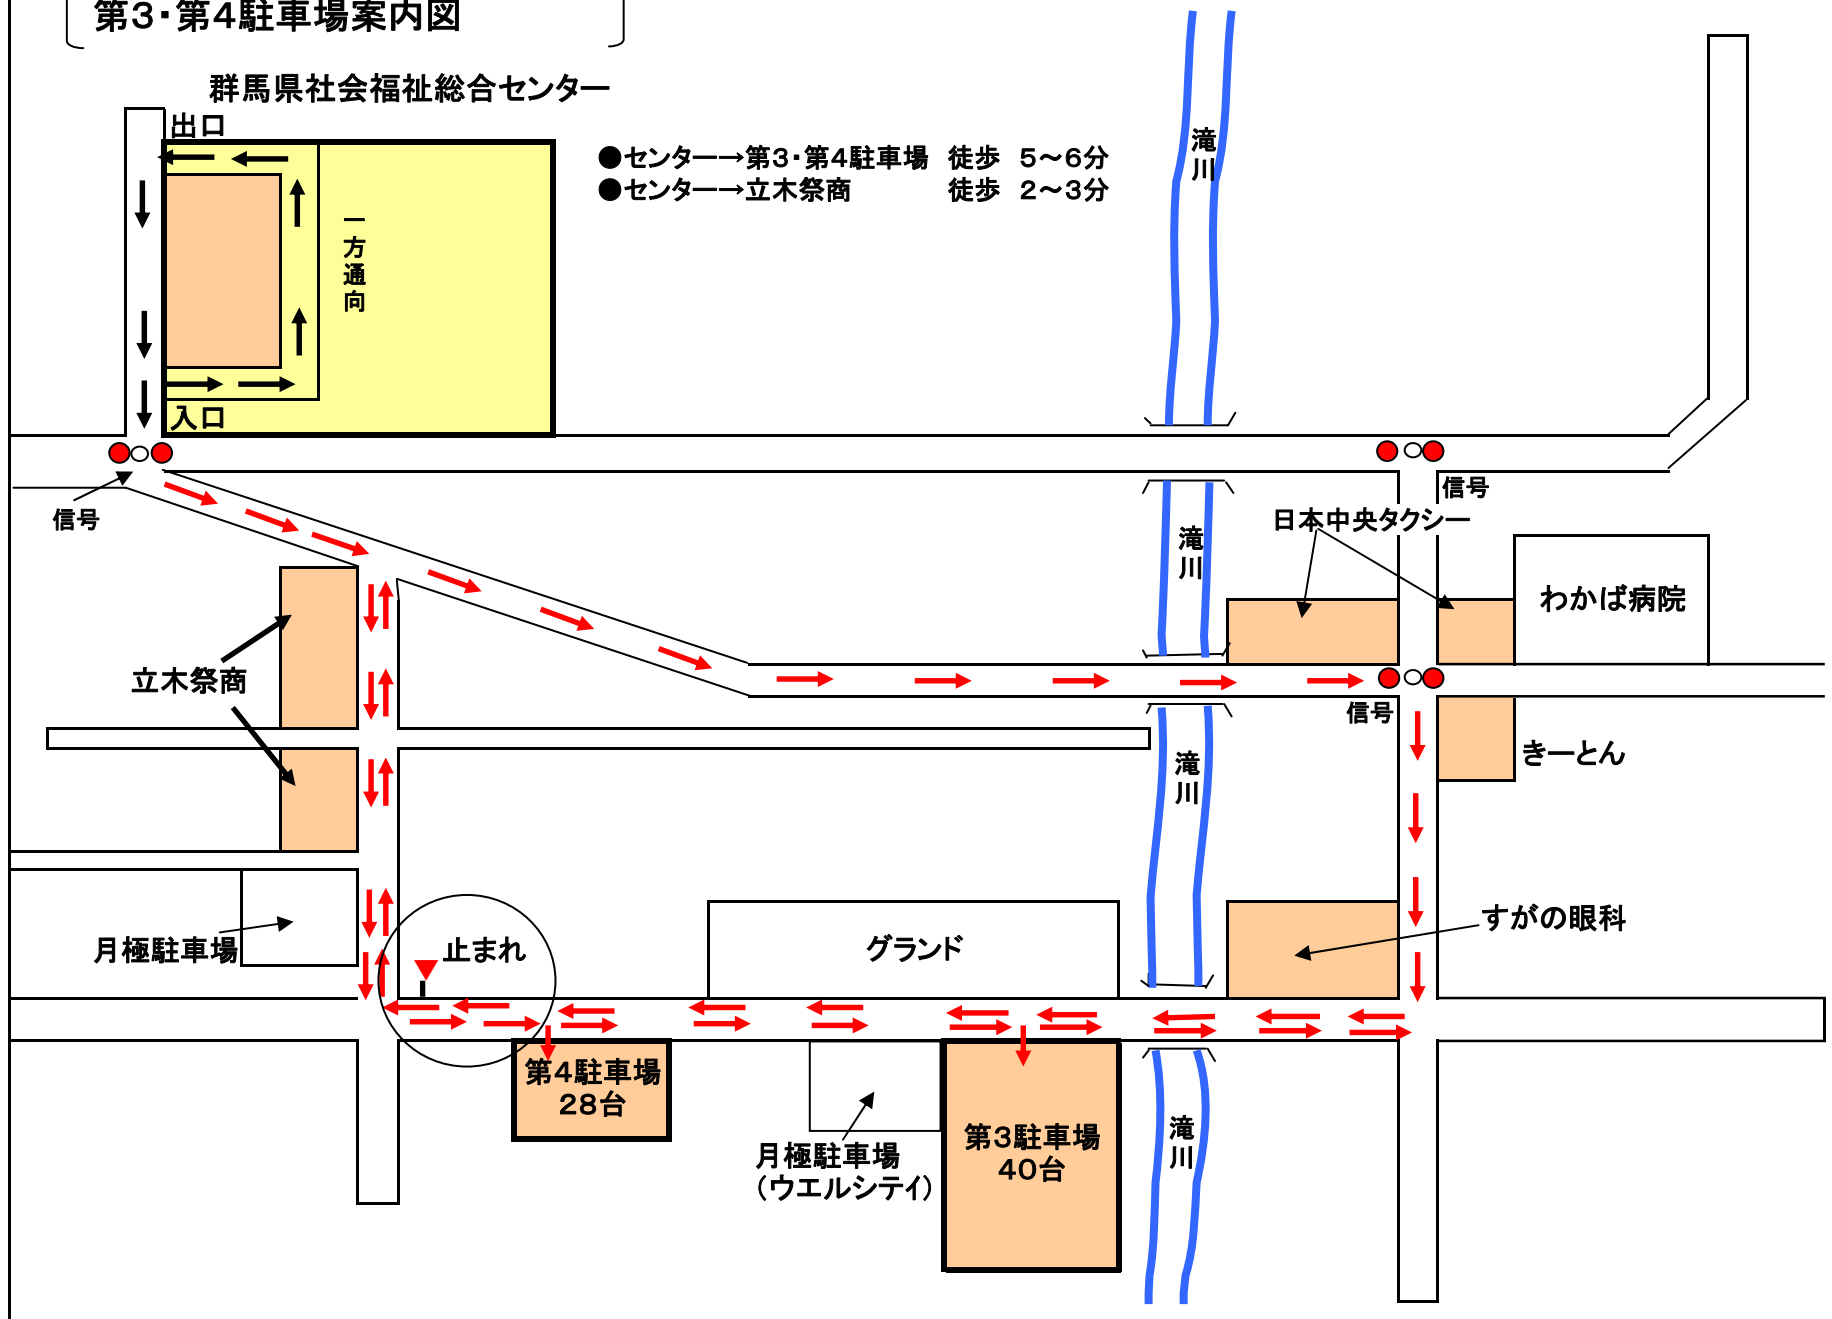 第3・第4駐車場案内図
群馬県社会福祉総合センター
出口
●センター→第3・第4駐車場　徒歩　5～6分
●センター→立木祭商　　　　徒歩　2～3分
滝川
一方通向
入口
信号
信号
日本中央タクシー
滝川
わかば病院
立木祭商
信号
きーとん
滝川
すがの眼科
月極駐車場
止まれ
グランド
第4駐車場
28台
月極駐車場
（ウエルシテイ）
第3駐車場
40台
滝川